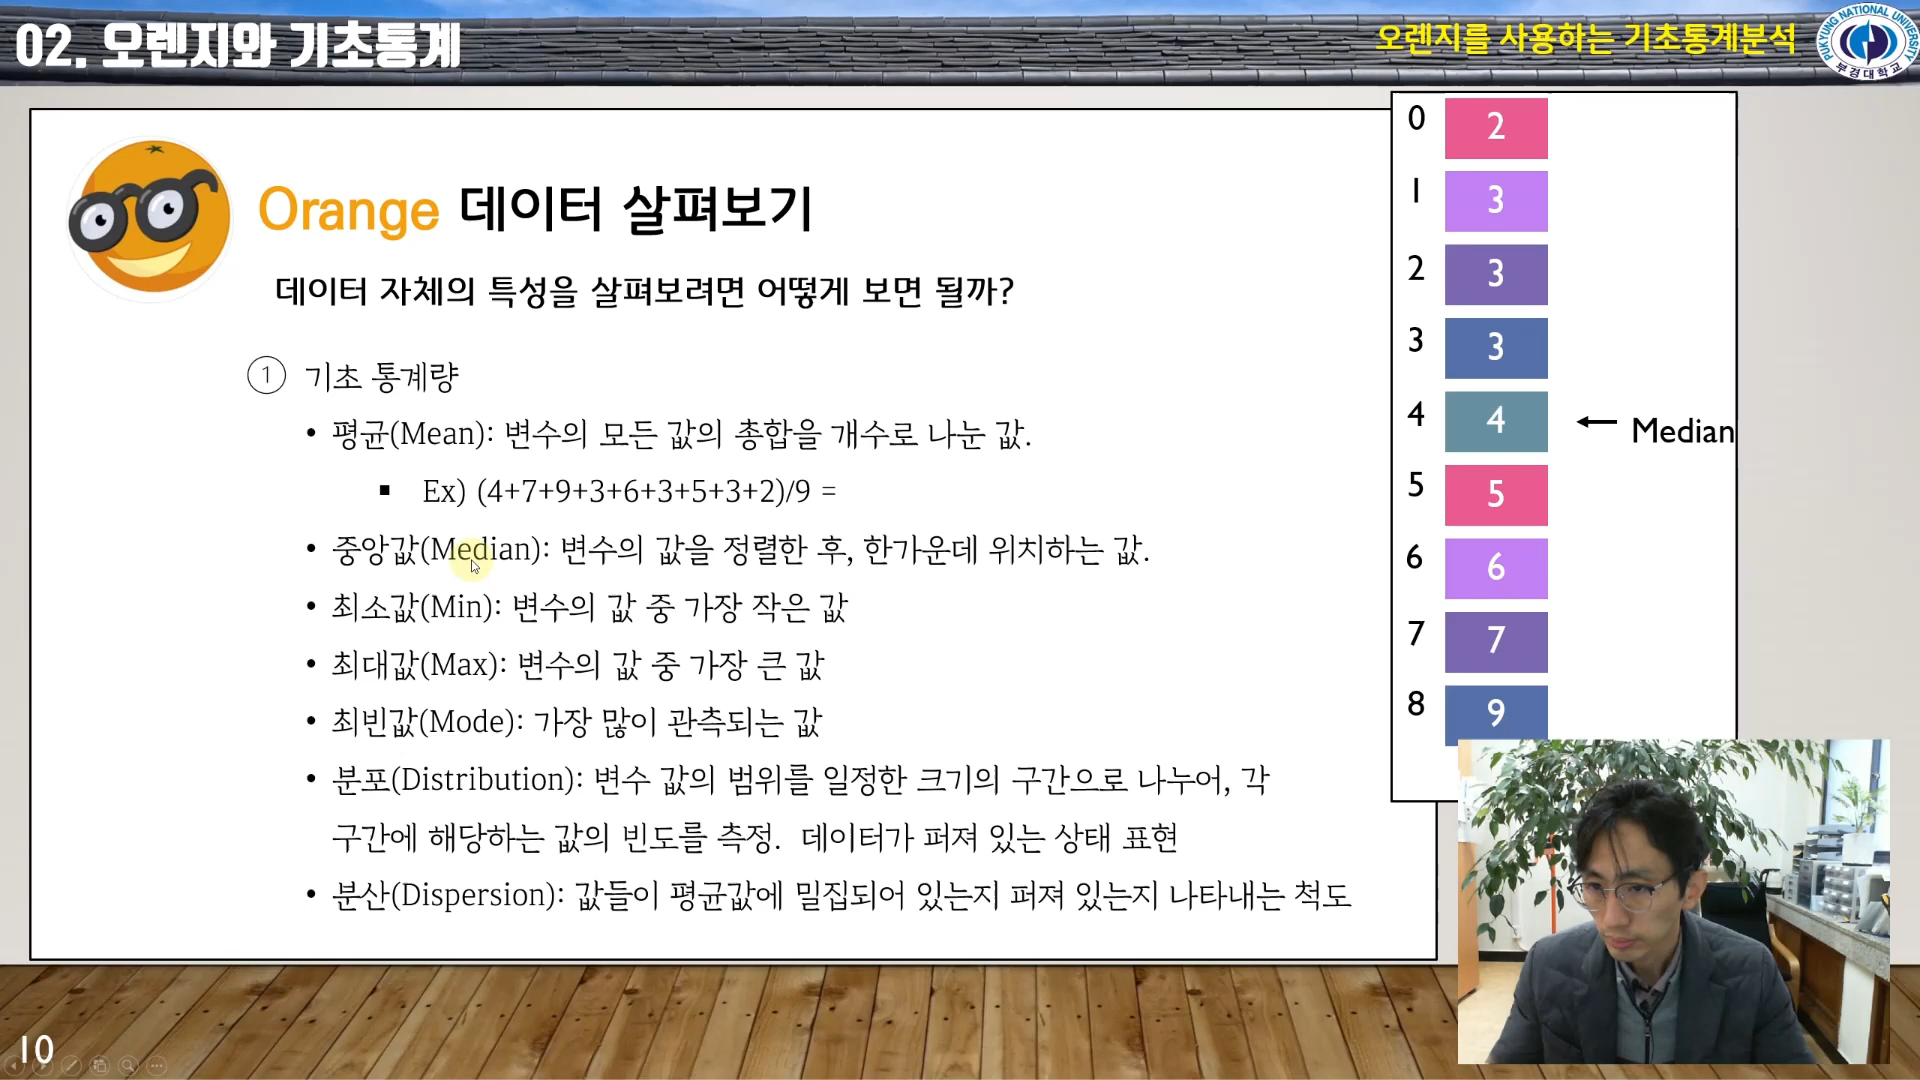 02. 오렌지와 기초통계
오렌지를 사용하는 기초통계분석
PUKYONG NATIONAL UNIVERSITY
부경대학교
Orange 데이터 살펴보기
데이터 자체의 특성을 살펴보려면 어떻게 보면 될까?
① 기초 통계량
• 평균(Mean): 변수의 모든 값의 총합을 개수로 나눈 값.
▪ Ex) (4+7+9+3+6+3+5+3+2)/9 =
• 중앙값(Median): 변수의 값을 정렬한 후, 한가운데 위치하는 값.
• 최소값(Min): 변수의 값 중 가장 작은 값
• 최대값(Max): 변수의 값 중 가장 큰 값
• 최빈값(Mode): 가장 많이 관측되는 값
• 분포(Distribution): 변수 값의 범위를 일정한 크기의 구간으로 나누어, 각
구간에 해당하는 값의 빈도를 측정. 데이터가 퍼져 있는 상태 표현
• 분산(Dispersion): 값들이 평균값에 밀집되어 있는지 퍼져 있는지 나타내는 척도
0 2
1 3
2 3
3 3
4 4 ← Median
5 5
6 6
7 7
8 9
10